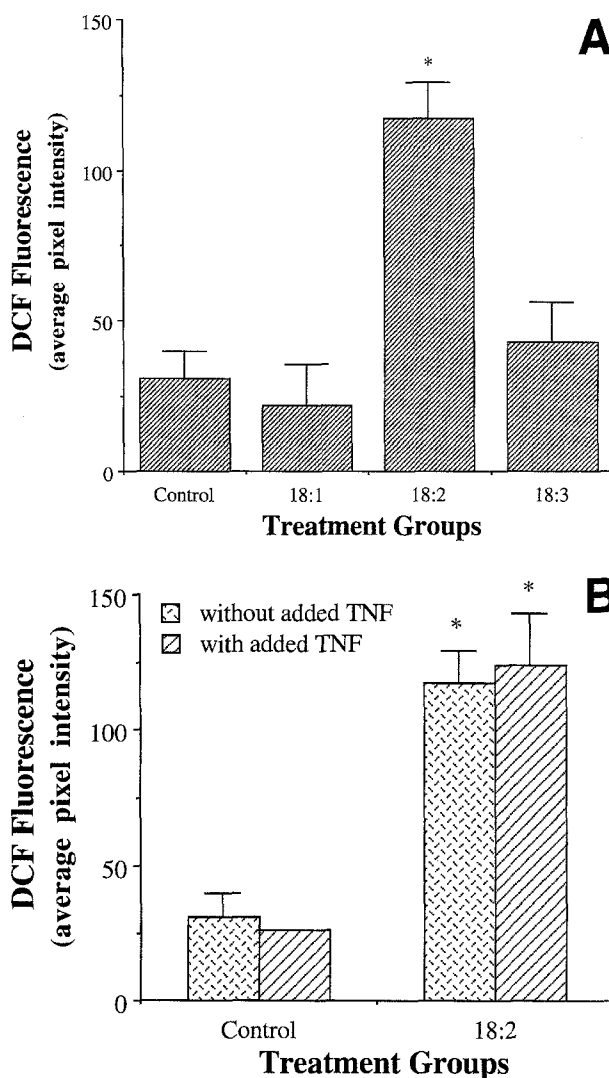 A
150
100
50
0
DCF Fluorescence
(average pixel intensity)
*
Control 18:1 18:2 18:3
Treatment Groups
B
150
100
50
0
DCF Fluorescence
(average pixel intensity)
without added TNF
with added TNF
* *
Control 18:2
Treatment Groups